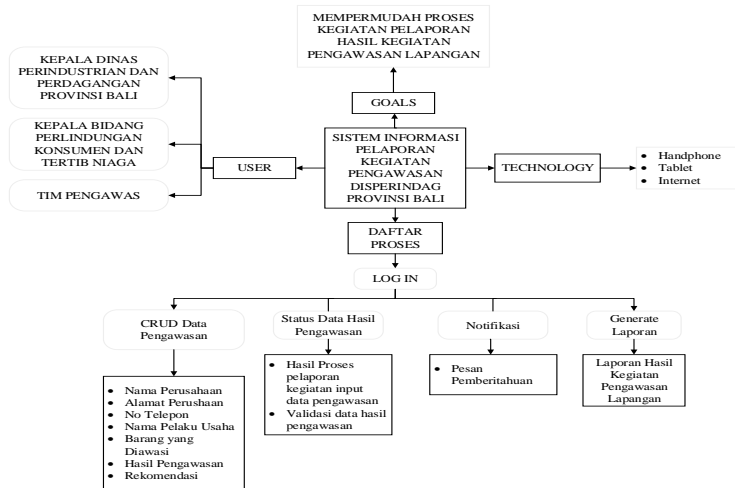 MEMPERMUDAH PROSES
KEGIATAN PELAPORAN
HASIL KEGIATAN
PENGAWASAN LAPANGAN
KEPALA DINAS
PERINDUSTRIAN DAN
PERDAGANGAN
PROVINSI BALI
GOALS
KEPALA BIDANG
PERLINDUNGAN
KONSUMEN DAN
TERTIB NIAGA
TIM PENGAWAS
USER
SISTEM INFORMASI
PELAPORAN
KEGIATAN
PENGAWASAN
DISPERINDAG
PROVINSI BALI
TECHNOLOGY
• Handphone
• Tablet
• Internet
DAFTAR
PROSES
LOG IN
CRUD Data
Pengawasan
Status Data Hasil
Pengawasan
Notifikasi
Generate
Laporan
• Nama Perusahaan
• Alamat Perushaan
• No Telepon
• Nama Pelaku Usaha
• Barang yang
Diawasi
• Hasil Pengawasan
• Rekomendasi
• Hasil Proses
pelaporan
kegiatan input
data pengawasan
• Validasi data hasil
pengawasan
• Pesan
Pemberitahuan
Laporan Hasil
Kegiatan
Pengawasan
Lapangan